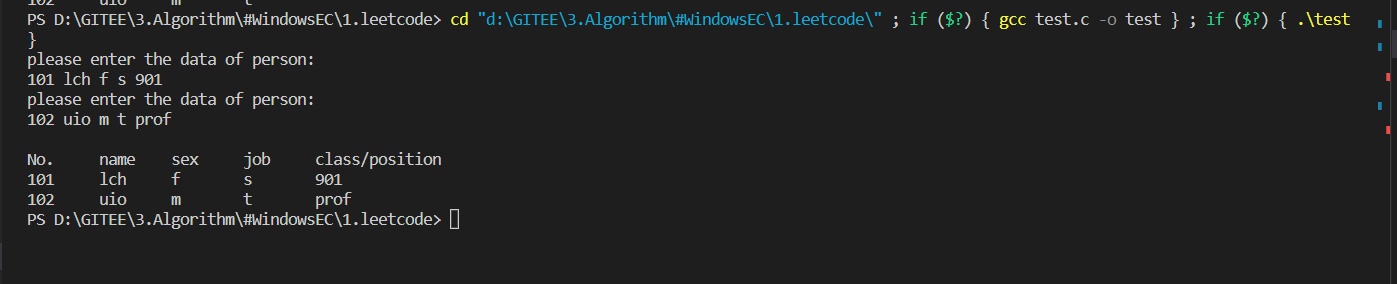 102 uio m t
PS D:\GITEE\3.Algorithm\#WindowsEC\1.leetcode> cd "d:\GITEE\3.Algorithm\#WindowsEC\1.leetcode\" ; if ($?) { gcc test.c -o test } ; if ($?) { .\test
}
please enter the data of person:
101 lch f s 901
please enter the data of person:
102 uio m t prof
No. name sex job class/position
101 lch f s 901
102 uio m t prof
PS D:\GITEE\3.Algorithm\#WindowsEC\1.leetcode>